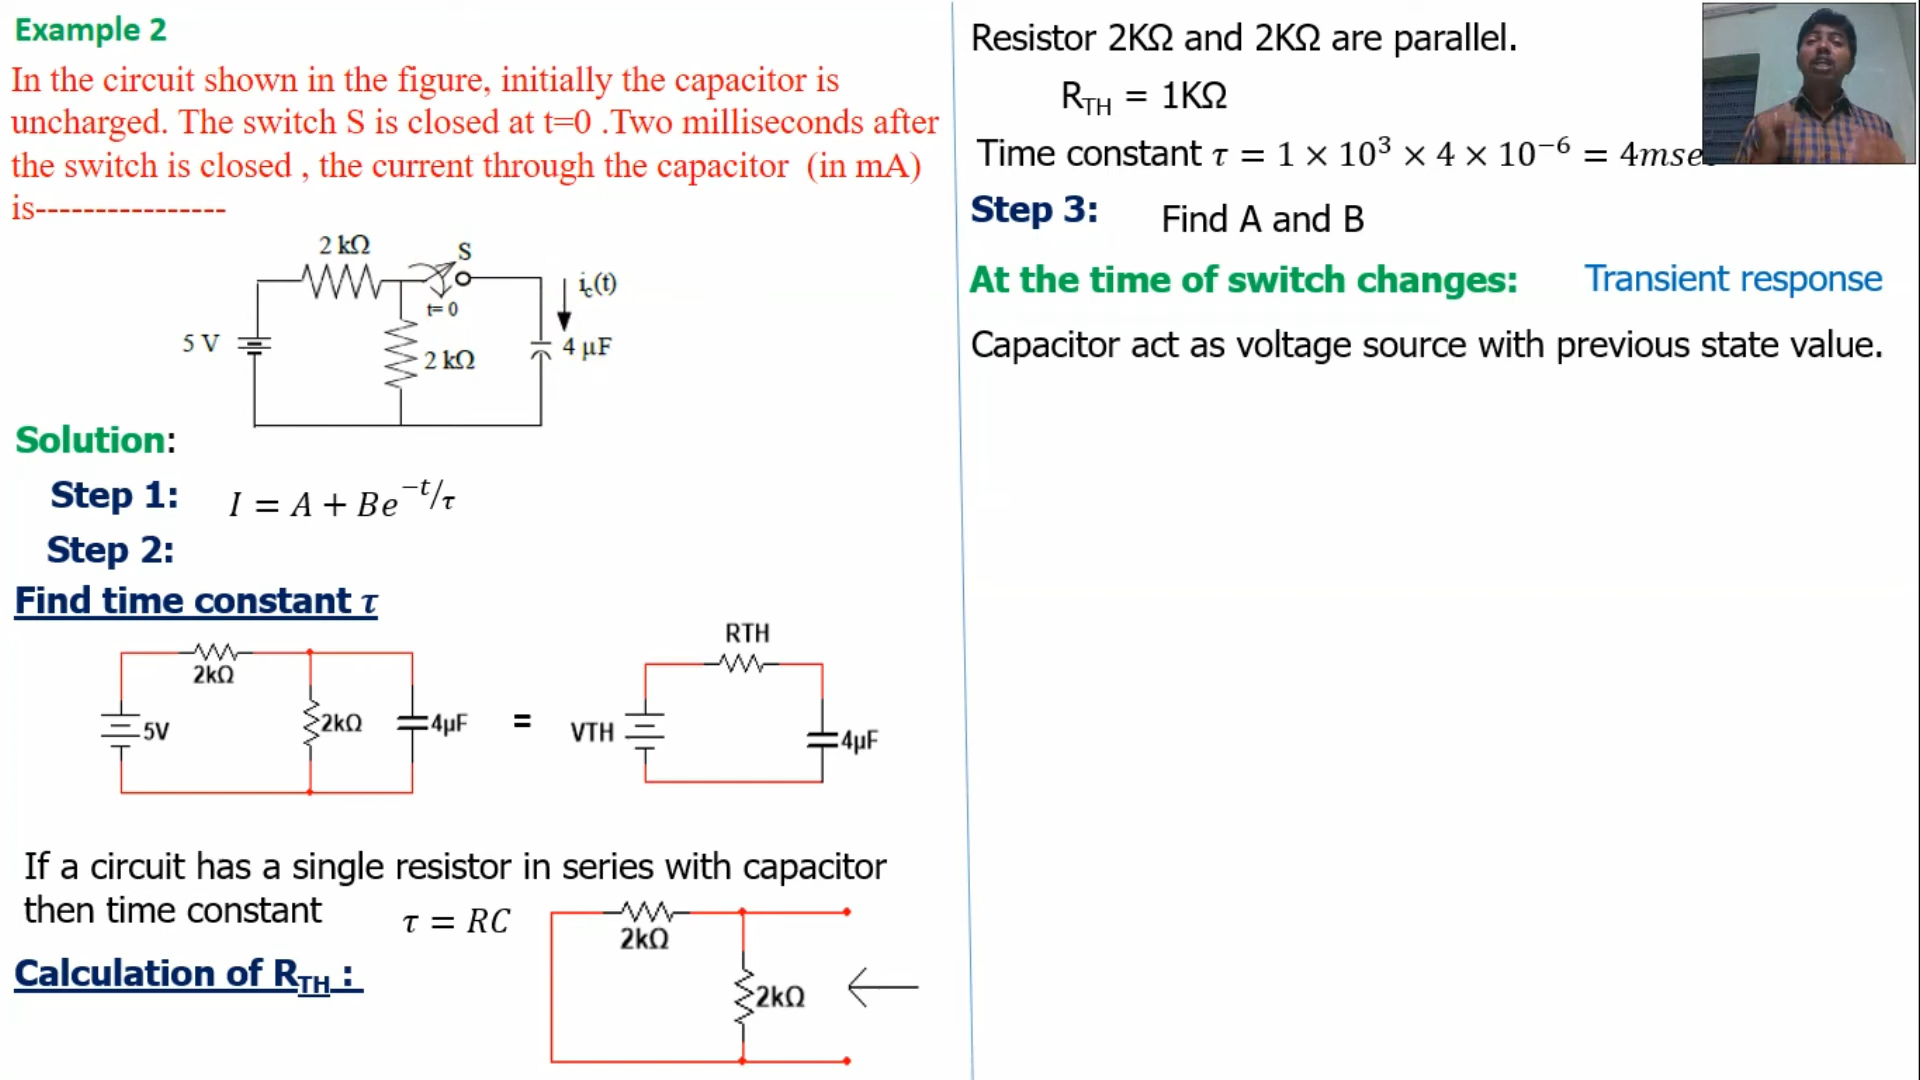 Example 2
In the circuit shown in the figure, initially the capacitor is
uncharged. The switch S is closed at t=0 .Two milliseconds after
the switch is closed , the current through the capacitor (in mA)
is----------------
2 kΩ
S
t= 0
i_c(t)
5 V
2 kΩ
4 µF
Solution:
Step 1: I = A + Be^{-t/τ}
Step 2:
Find time constant τ
2kΩ
5V
2kΩ
4µF
=
RTH
VTH
4µF
If a circuit has a single resistor in series with capacitor
then time constant τ = RC
Calculation of R_TH :
2kΩ
2kΩ
Resistor 2KΩ and 2KΩ are parallel.
R_TH = 1KΩ
Time constant τ = 1 × 10³ × 4 × 10⁻⁶ = 4mse
Step 3: Find A and B
At the time of switch changes: Transient response
Capacitor act as voltage source with previous state value.